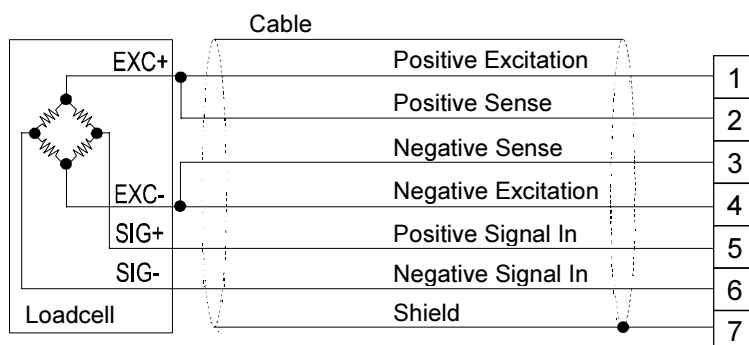 Cable
EXC+ Positive Excitation 1
Positive Sense 2
Negative Sense 3
EXC- Negative Excitation 4
SIG+ Positive Signal In 5
SIG- Negative Signal In 6
Loadcell Shield 7